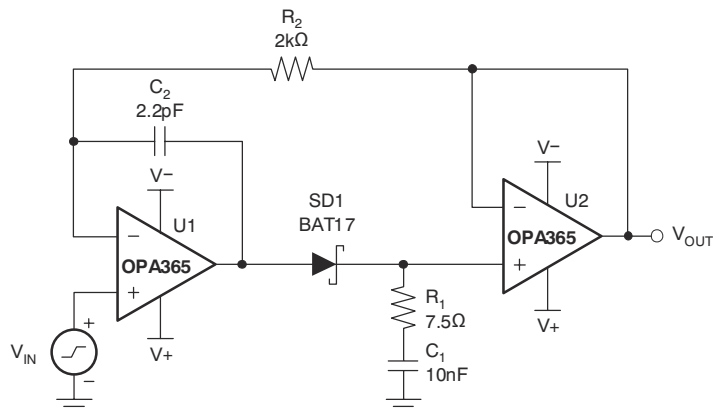 R2
2kΩ
C2
2.2pF
V−
U1
−
OPA365
+
V+
VIN
+
−
SD1
BAT17
R1
7.5Ω
C1
10nF
V−
U2
−
OPA365
+
V+
VOUT